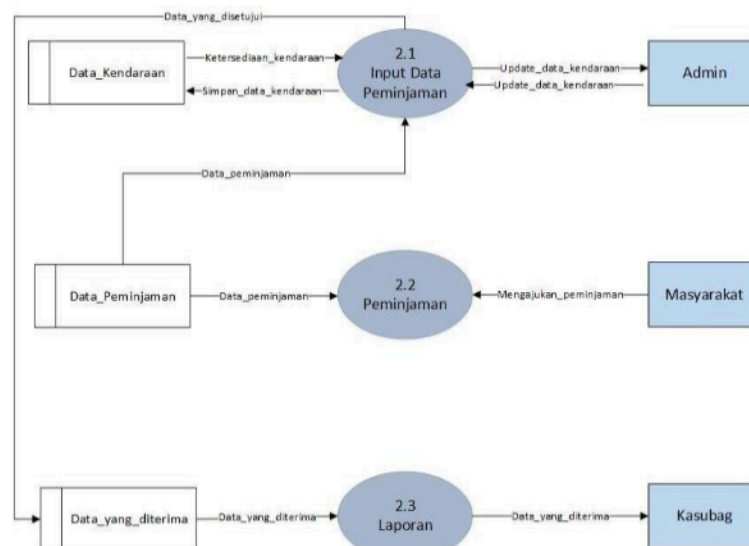 Data_yang_disetujui
Data_Kendaraan
Ketersediaan_kendaraan
Simpan_data_kendaraan
2.1
Input Data
Peminjaman
Update_data_kendaraan
Update_data_kendaraan
Admin
Data_peminjaman
Data_Peminjaman
Data_peminjaman
2.2
Peminjaman
Mengajukan_peminjaman
Masyarakat
Data_yang_diterima
Data_yang_diterima
2.3
Laporan
Data_yang_diterima
Kasubag